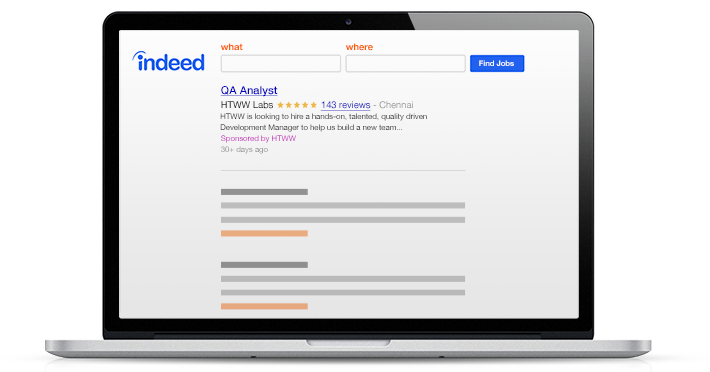 what where
indeed Find Jobs
QA Analyst
HTWW Labs ★★★★★ 143 reviews - Chennai
HTWW is looking to hire a hands-on, talented, quality driven
Development Manager to help us build a new team...
Sponsored by HTWW
30+ days ago